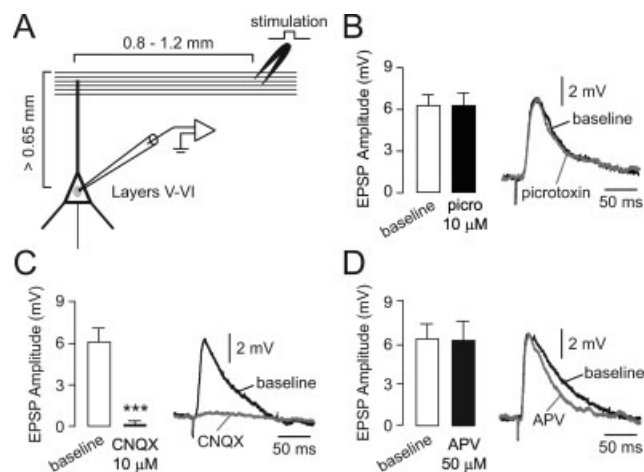 A
stimulation
0.8 - 1.2 mm
> 0.65 mm
Layers V-VI
B
EPSP Amplitude (mV)
9
6
3
0
baseline
picro
10 μM
2 mV
baseline
picrotoxin
50 ms
C
EPSP Amplitude (mV)
9
6
3
0
***
baseline
CNQX
10 μM
2 mV
baseline
CNQX
50 ms
D
EPSP Amplitude (mV)
9
6
3
0
baseline
APV
50 μM
2 mV
baseline
APV
50 ms